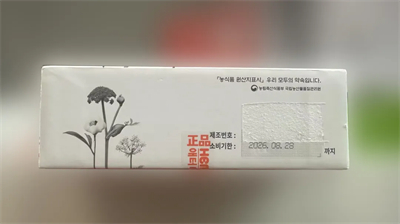 「농식품 원산지표시」 우리 모두의 약속입니다.
농림축산식품부 국립농산물품질관리원
제조번호 :
소비기한 : 2026. 08. 28 까지